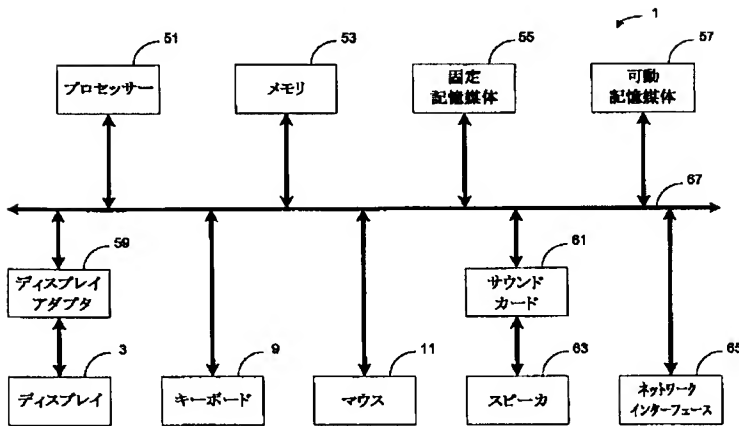 1
51
53
55
57
プロセッサー
メモリ
固定
記憶媒体
可動
記憶媒体
67
59
61
ディスプレイ
アダプタ
サウンド
カード
3
9
11
63
65
ディスプレイ
キーボード
マウス
スピーカ
ネットワーク
インターフェース